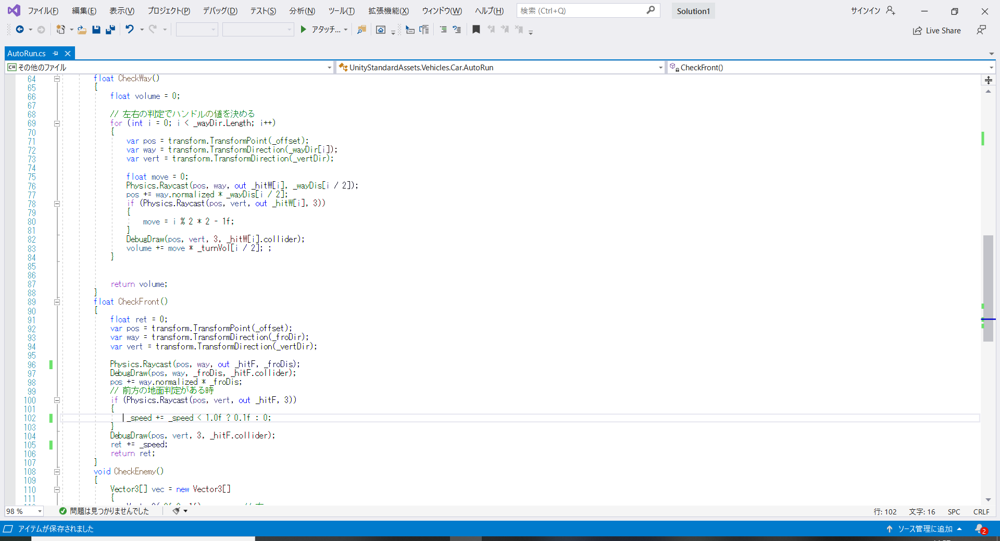 ファイル(F) 編集(E) 表示(V) プロジェクト(P) デバッグ(D) テスト(S) 分析(N) ツール(T) 拡張機能(X) ウィンドウ(W) ヘルプ(H) 検索 (Ctrl+Q) Solution1 サインイン
アタッチ... Live Share
AutoRun.cs
C# その他のファイル UnityStandardAssets.Vehicles.Car.AutoRun CheckFront()
64 float CheckWay()
65 {
66 float volume = 0;
67
68 // 左右の判定でハンドルの値を決める
69 for (int i = 0; i < _wayDir.Length; i++)
70 {
71 var pos = transform.TransformPoint(_offset);
72 var way = transform.TransformDirection(_wayDir[i]);
73 var vert = transform.TransformDirection(_vertDir);
74
75 float move = 0;
76 Physics.Raycast(pos, way, out _hitW[i], _wayDis[i / 2]);
77 pos += way.normalized * _wayDis[i / 2];
78 if (Physics.Raycast(pos, vert, out _hitW[i], 3))
79 {
80 move = i % 2 * 2 - 1f;
81 }
82 DebugDraw(pos, vert, 3, _hitW[i].collider);
83 volume += move * _turnVol[i / 2]; ;
84 }
85
86
87 return volume;
88 }
89 float CheckFront()
90 {
91 float ret = 0;
92 var pos = transform.TransformPoint(_offset);
93 var way = transform.TransformDirection(_froDir);
94 var vert = transform.TransformDirection(_vertDir);
95
96 Physics.Raycast(pos, way, out _hitF, _froDis);
97 DebugDraw(pos, way, _froDis, _hitF.collider);
98 pos += way.normalized * _froDis;
99 // 前方の地面判定がある時
100 if (Physics.Raycast(pos, vert, out _hitF, 3))
101 {
102 _speed += _speed < 1.0f ? 0.1f : 0;
103 }
104 DebugDraw(pos, vert, 3, _hitF.collider);
105 ret += _speed;
106 return ret;
107 }
108 void CheckEnemy()
109 {
110 Vector3[] vec = new Vector3[]
111 {
98 % 問題は見つかりませんでした 行: 102 文字: 16 SPC CRLF
アイテムが保存されました ソース管理に追加 2